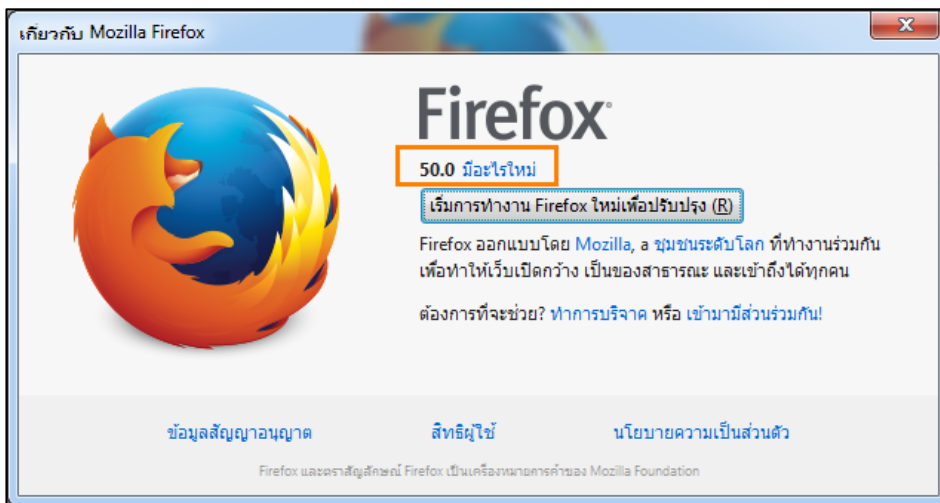 เกี่ยวกับ Mozilla Firefox
Firefox
50.0 มีอะไรใหม่
เริ่มการทำงาน Firefox ใหม่เพื่อปรับปรุง (R)
Firefox ออกแบบโดย Mozilla, a ชุมชนระดับโลก ที่ทำงานร่วมกัน
เพื่อทำให้เว็บเปิดกว้าง เป็นของสาธารณะ และเข้าถึงได้ทุกคน
ต้องการที่จะช่วย? ทำการบริจาค หรือ เข้ามามีส่วนร่วมกัน!
ข้อมูลสัญญาอนุญาต สิทธิผู้ใช้ นโยบายความเป็นส่วนตัว
Firefox และตราสัญลักษณ์ Firefox เป็นเครื่องหมายการค้าของ Mozilla Foundation